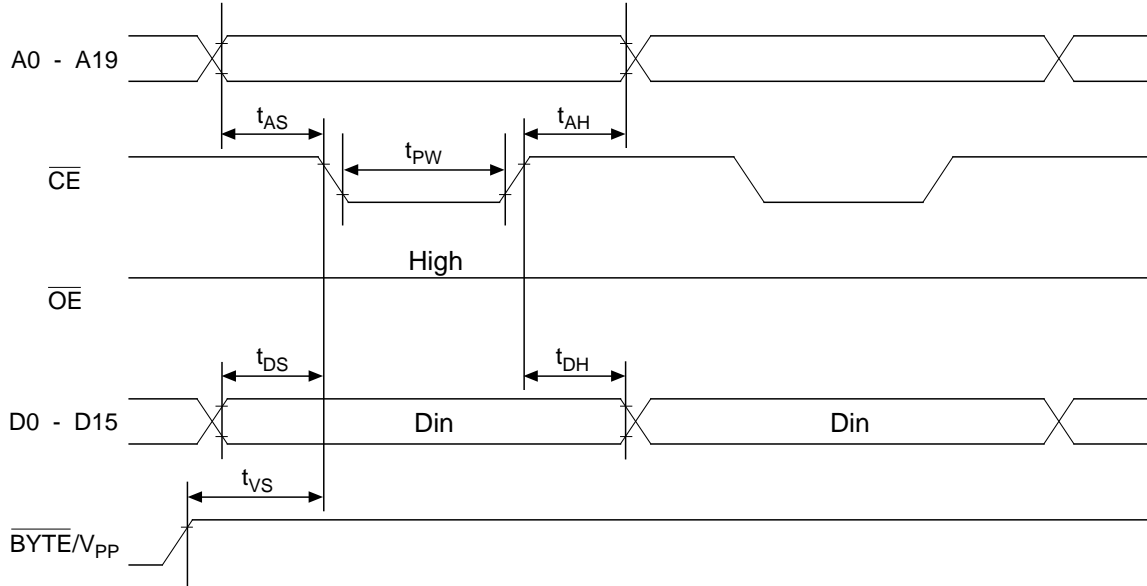 A0 - A19
tAS
tAH
tPW
CE
High
OE
tDS
tDH
D0 - D15
Din
Din
tVS
BYTE/VPP